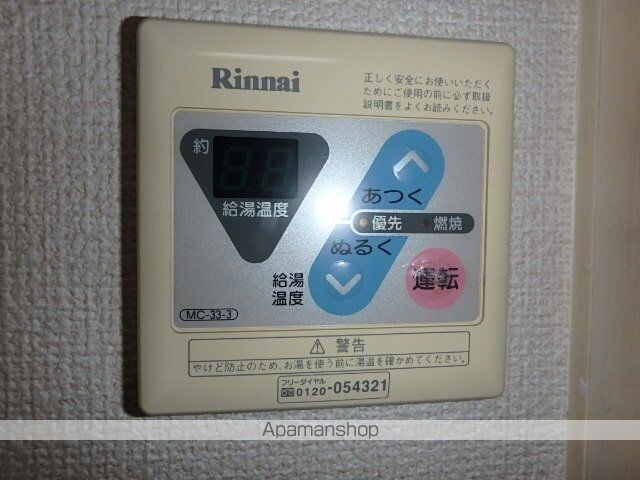 Rinnai
正しく安全にお使いいただく
ためにご使用の前に必ず取扱
説明書をよくお読みください。
約
給湯温度
あつく
優先
燃焼
ぬるく
給湯
温度
運転
MC-33-3
警告
やけど防止のため、お湯を使う前に湯温を確かめてください。
フリーダイヤル
0120-054321
Apamanshop